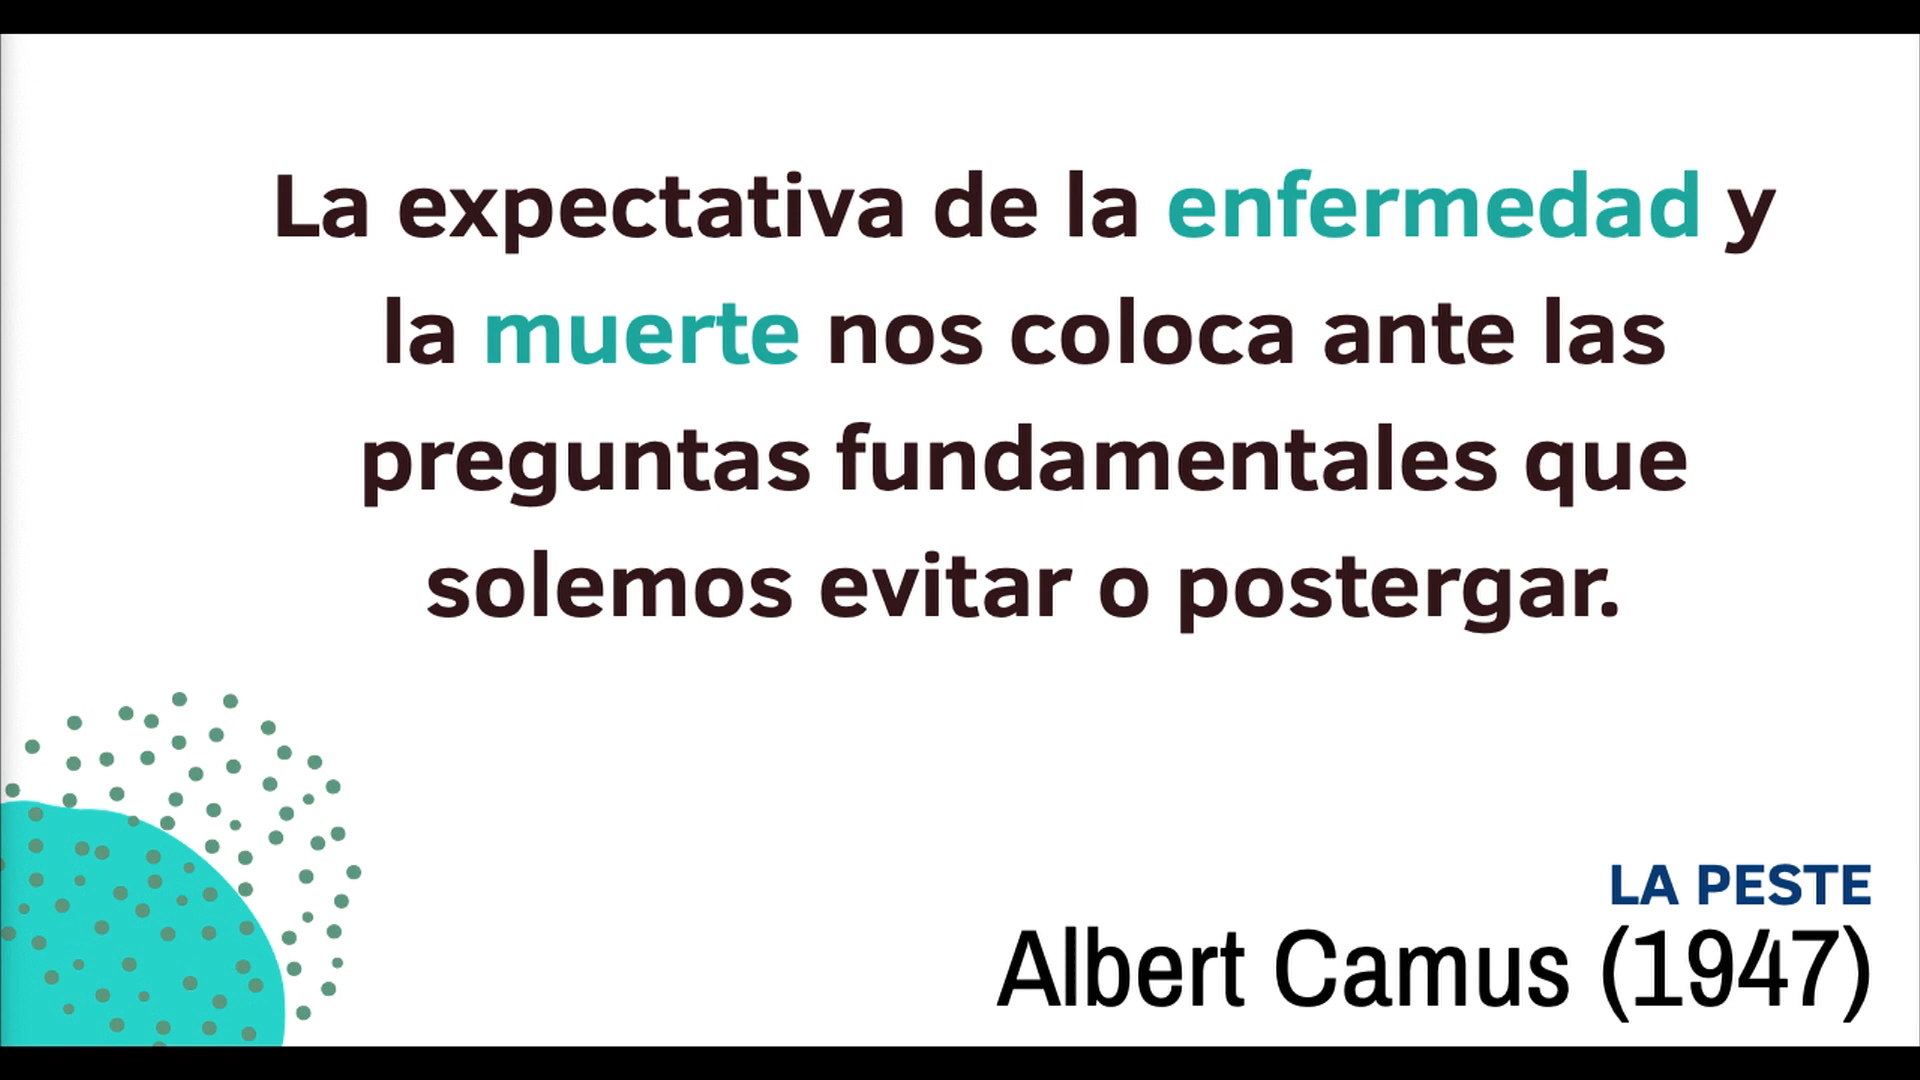 La expectativa de la enfermedad y
la muerte nos coloca ante las
preguntas fundamentales que
solemos evitar o postergar.
LA PESTE
Albert Camus (1947)